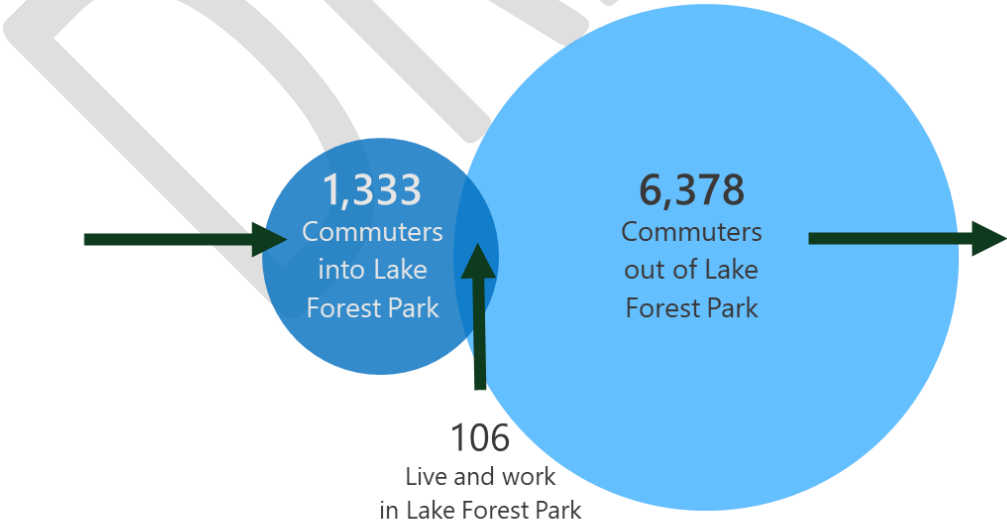 1,333
Commuters
into Lake
Forest Park
6,378
Commuters
out of Lake
Forest Park
106
Live and work
in Lake Forest Park